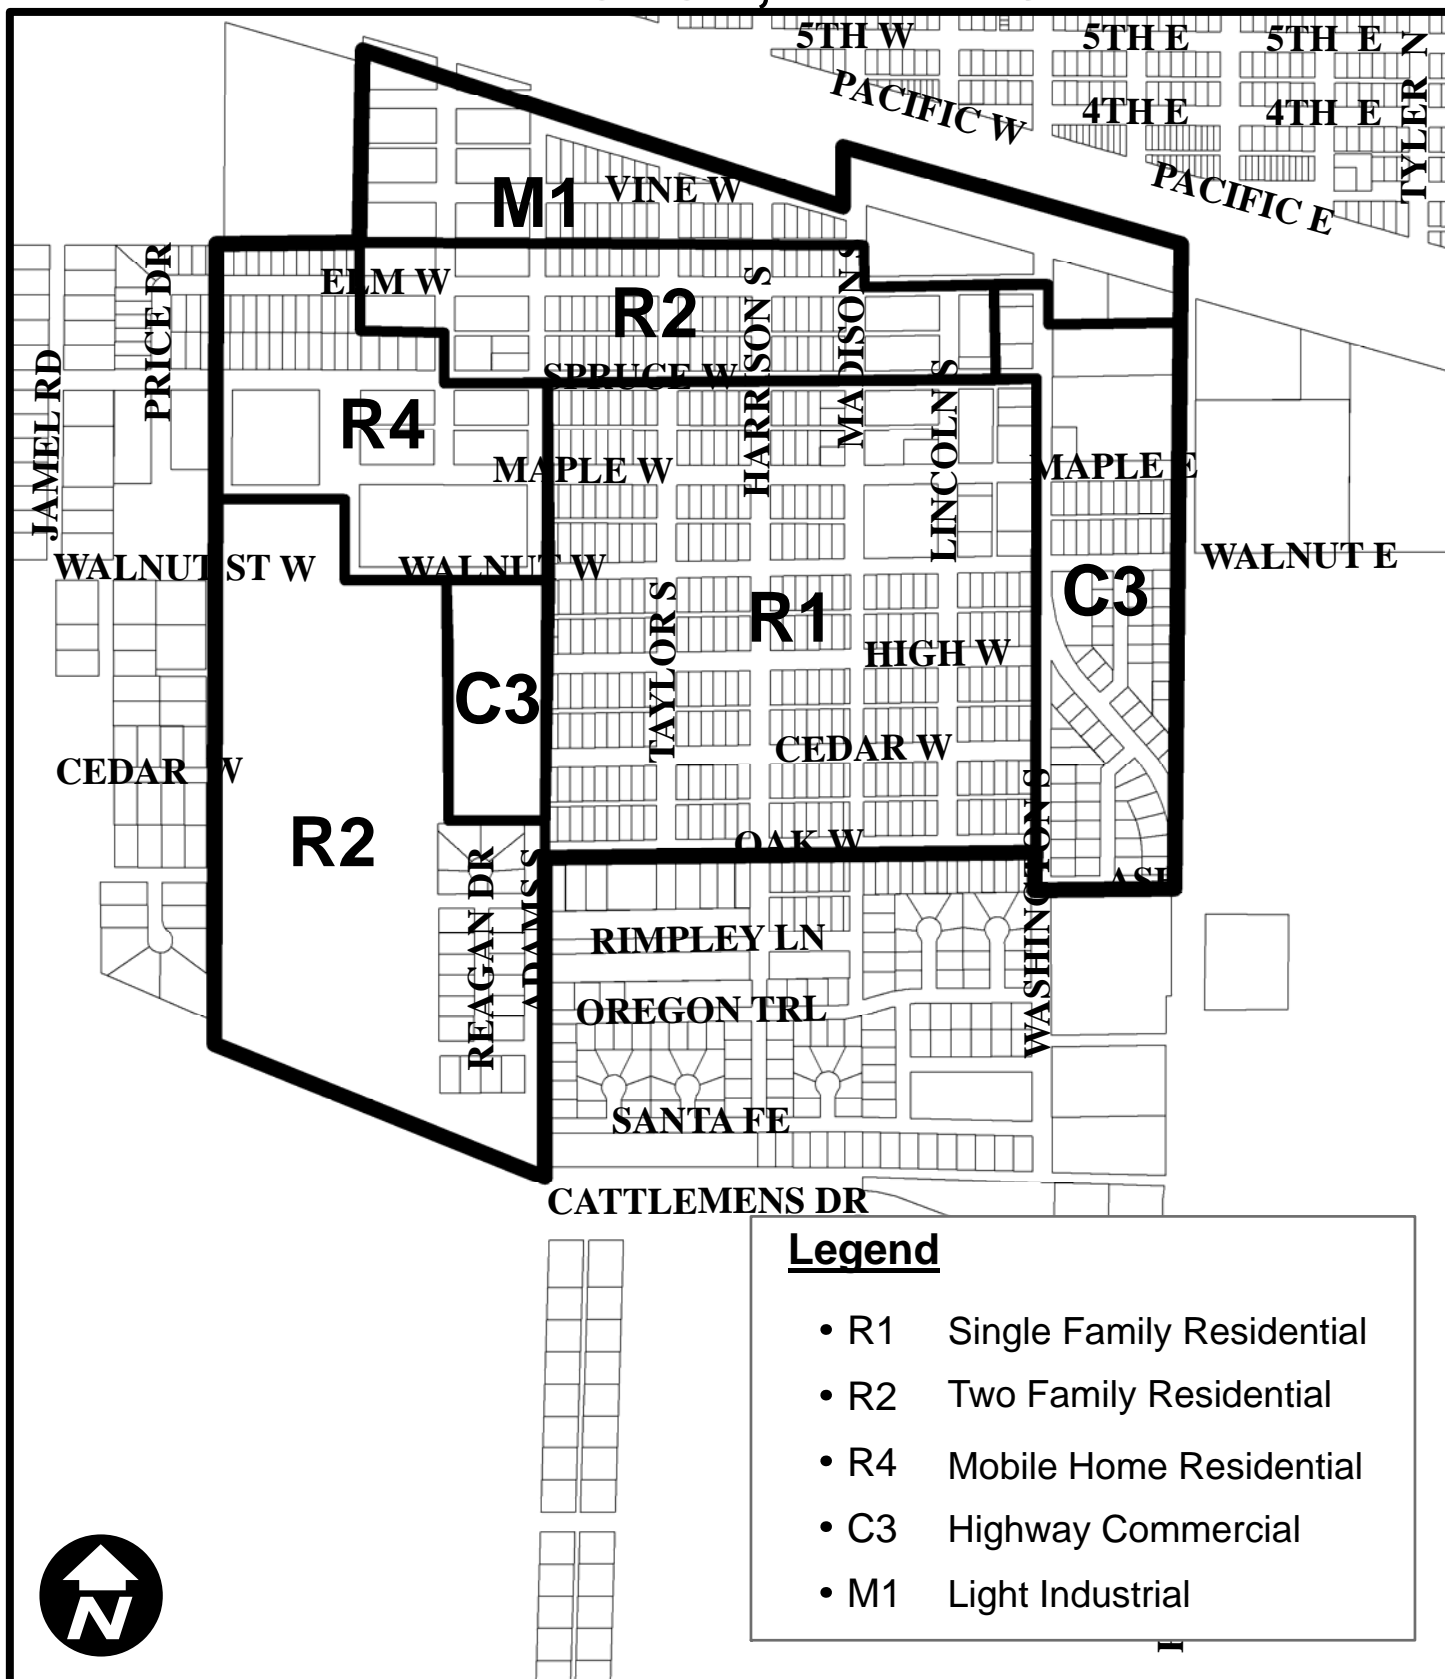 5TH W
5TH E
5TH E
TYLER N
PACIFIC W
4TH E
4TH E
M1
VINE W
PACIFIC E
PRICE DR
ELM W
R2
HARRISON S
MADISON S
JAMEL RD
SPRUCE W
LINCOLN S
R4
MAPLE W
MAPLE E
WALNUT ST W
WALNUT W
WALNUT E
C3
R1
TAYLOR S
HIGH W
C3
CEDAR W
CEDAR W
R2
OAK W
WASHINGTON S
REAGAN DR
ADAMS S
RIMPLEY LN
OREGON TRL
SANTA FE
CATTLEMENS DR
Legend
• R1 Single Family Residential
• R2 Two Family Residential
• R4 Mobile Home Residential
• C3 Highway Commercial
• M1 Light Industrial
N